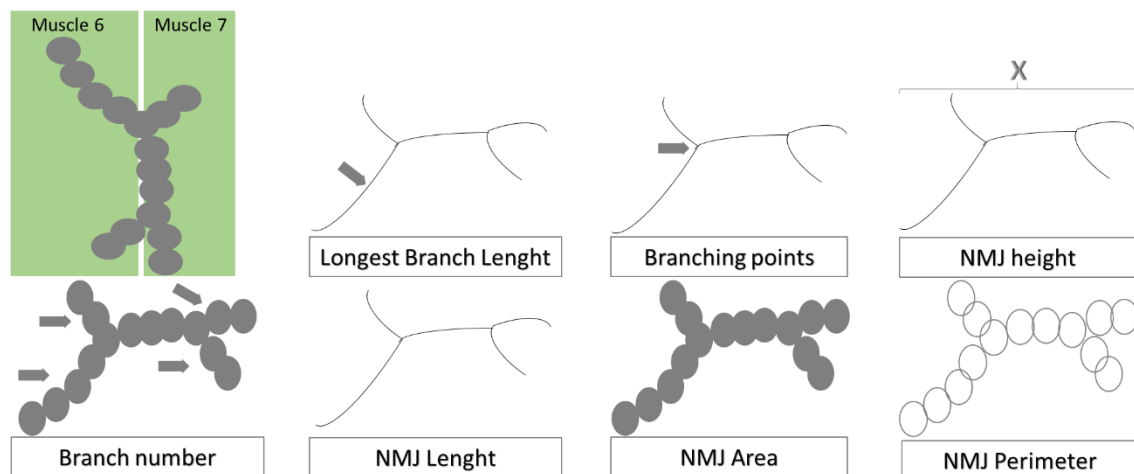 Muscle 6
Muscle 7
X
Longest Branch Lenght
Branching points
NMJ height
Branch number
NMJ Lenght
NMJ Area
NMJ Perimeter